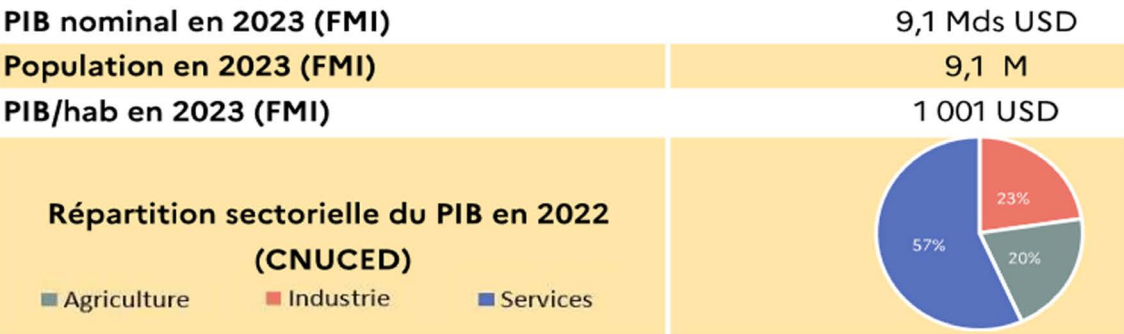 PIB nominal en 2023 (FMI) 9,1 Mds USD
Population en 2023 (FMI) 9,1 M
PIB/hab en 2023 (FMI) 1 001 USD
Répartition sectorielle du PIB en 2022
(CNUCED)
Agriculture Industrie Services
23%
57%
20%